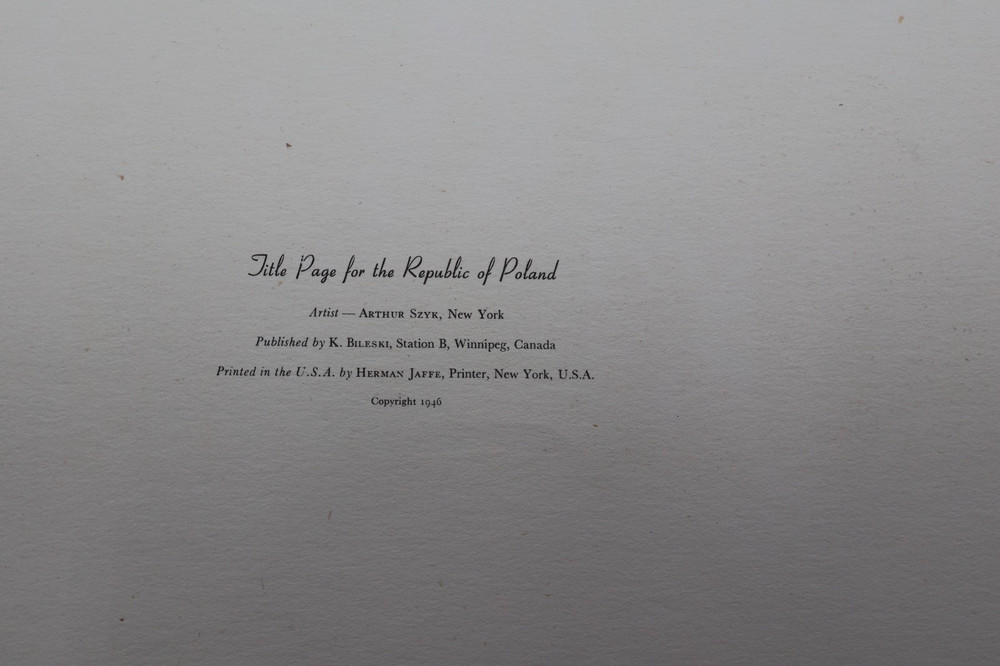 Title Page for the Republic of Poland
Artist — Arthur Szyk, New York
Published by K. Bileski, Station B, Winnipeg, Canada
Printed in the U.S.A. by Herman Jaffe, Printer, New York, U.S.A.
Copyright 1946